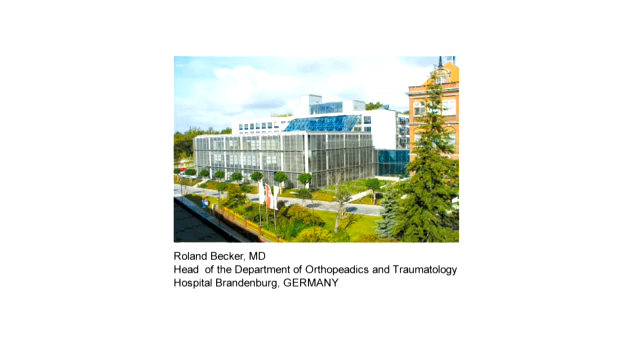 Roland Becker, MD
Head of the Department of Orthopeadics and Traumatology
Hospital Brandenburg, GERMANY